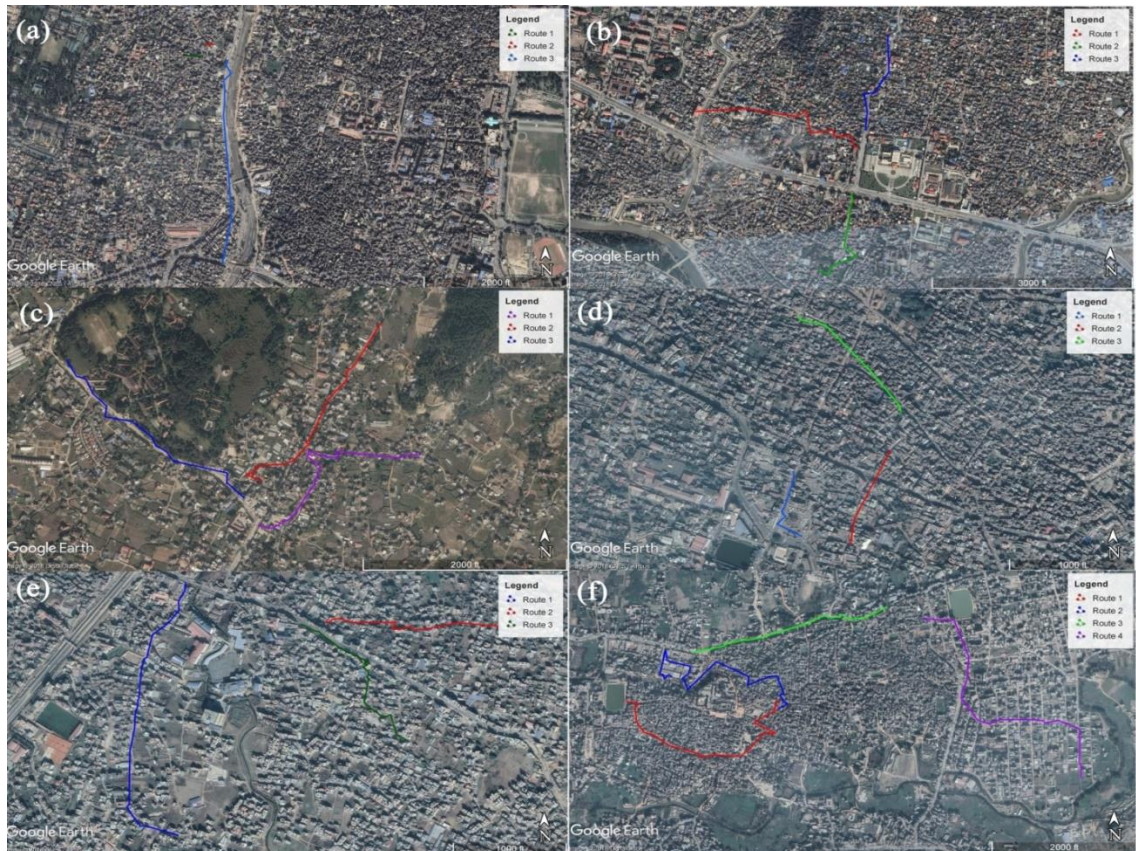 (a)
Legend
Route 1
Route 2
Route 3
Google Earth
2000 ft
N
(b)
Legend
Route 1
Route 2
Route 3
Google Earth
3000 ft
N
(c)
Legend
Route 1
Route 2
Route 3
Google Earth
2000 ft
N
(d)
Legend
Route 1
Route 2
Route 3
Google Earth
1000 ft
N
(e)
Legend
Route 1
Route 2
Route 3
Google Earth
1000 ft
N
(f)
Legend
Route 1
Route 2
Route 3
Route 4
Google Earth
2000 ft
N